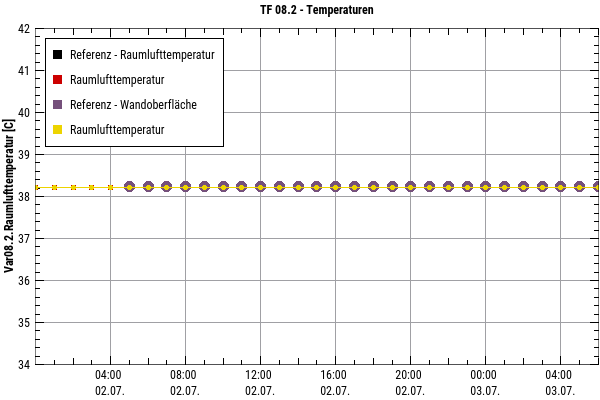 TF 08.2 - Temperaturen
42
41
40
39
38
37
36
35
34
Var08.2.Raumlufttemperatur [C]
Referenz - Raumlufttemperatur
Raumlufttemperatur
Referenz - Wandoberfläche
Raumlufttemperatur
04:00 08:00 12:00 16:00 20:00 00:00 04:00
02.07. 02.07. 02.07. 02.07. 02.07. 03.07. 03.07.